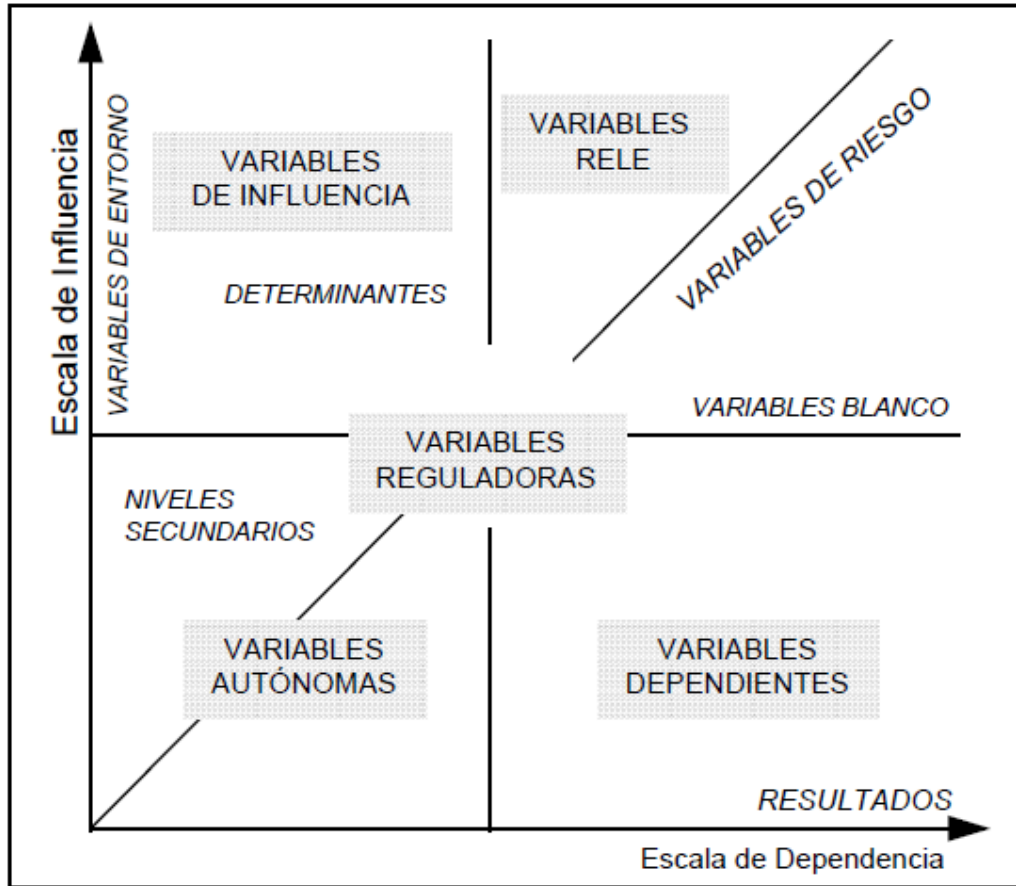 Escala de Influencia
VARIABLES DE ENTORNO
VARIABLES
DE INFLUENCIA
VARIABLES
RELE
VARIABLES DE RIESGO
DETERMINANTES
VARIABLES BLANCO
VARIABLES
REGULADORAS
NIVELES
SECUNDARIOS
VARIABLES
AUTÓNOMAS
VARIABLES
DEPENDIENTES
RESULTADOS
Escala de Dependencia